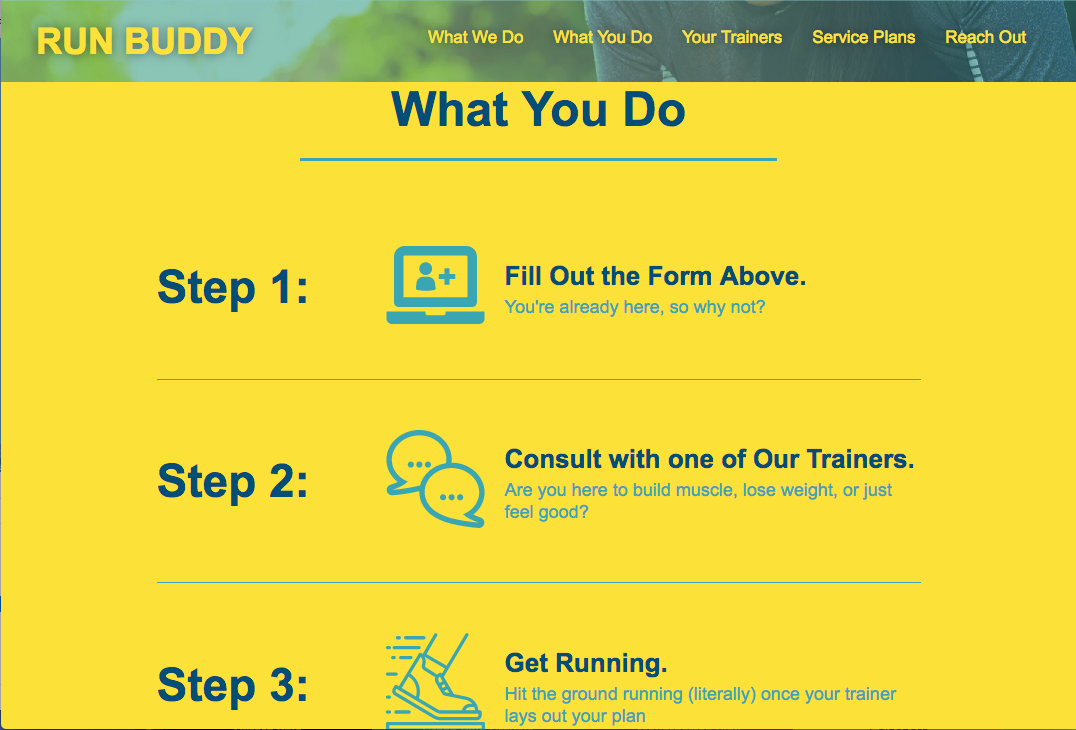 RUN BUDDY
What We Do What You Do Your Trainers Service Plans Reach Out
What You Do
Step 1:
Fill Out the Form Above.
You're already here, so why not?
Step 2:
Consult with one of Our Trainers.
Are you here to build muscle, lose weight, or just
feel good?
Step 3:
Get Running.
Hit the ground running (literally) once your trainer
lays out your plan